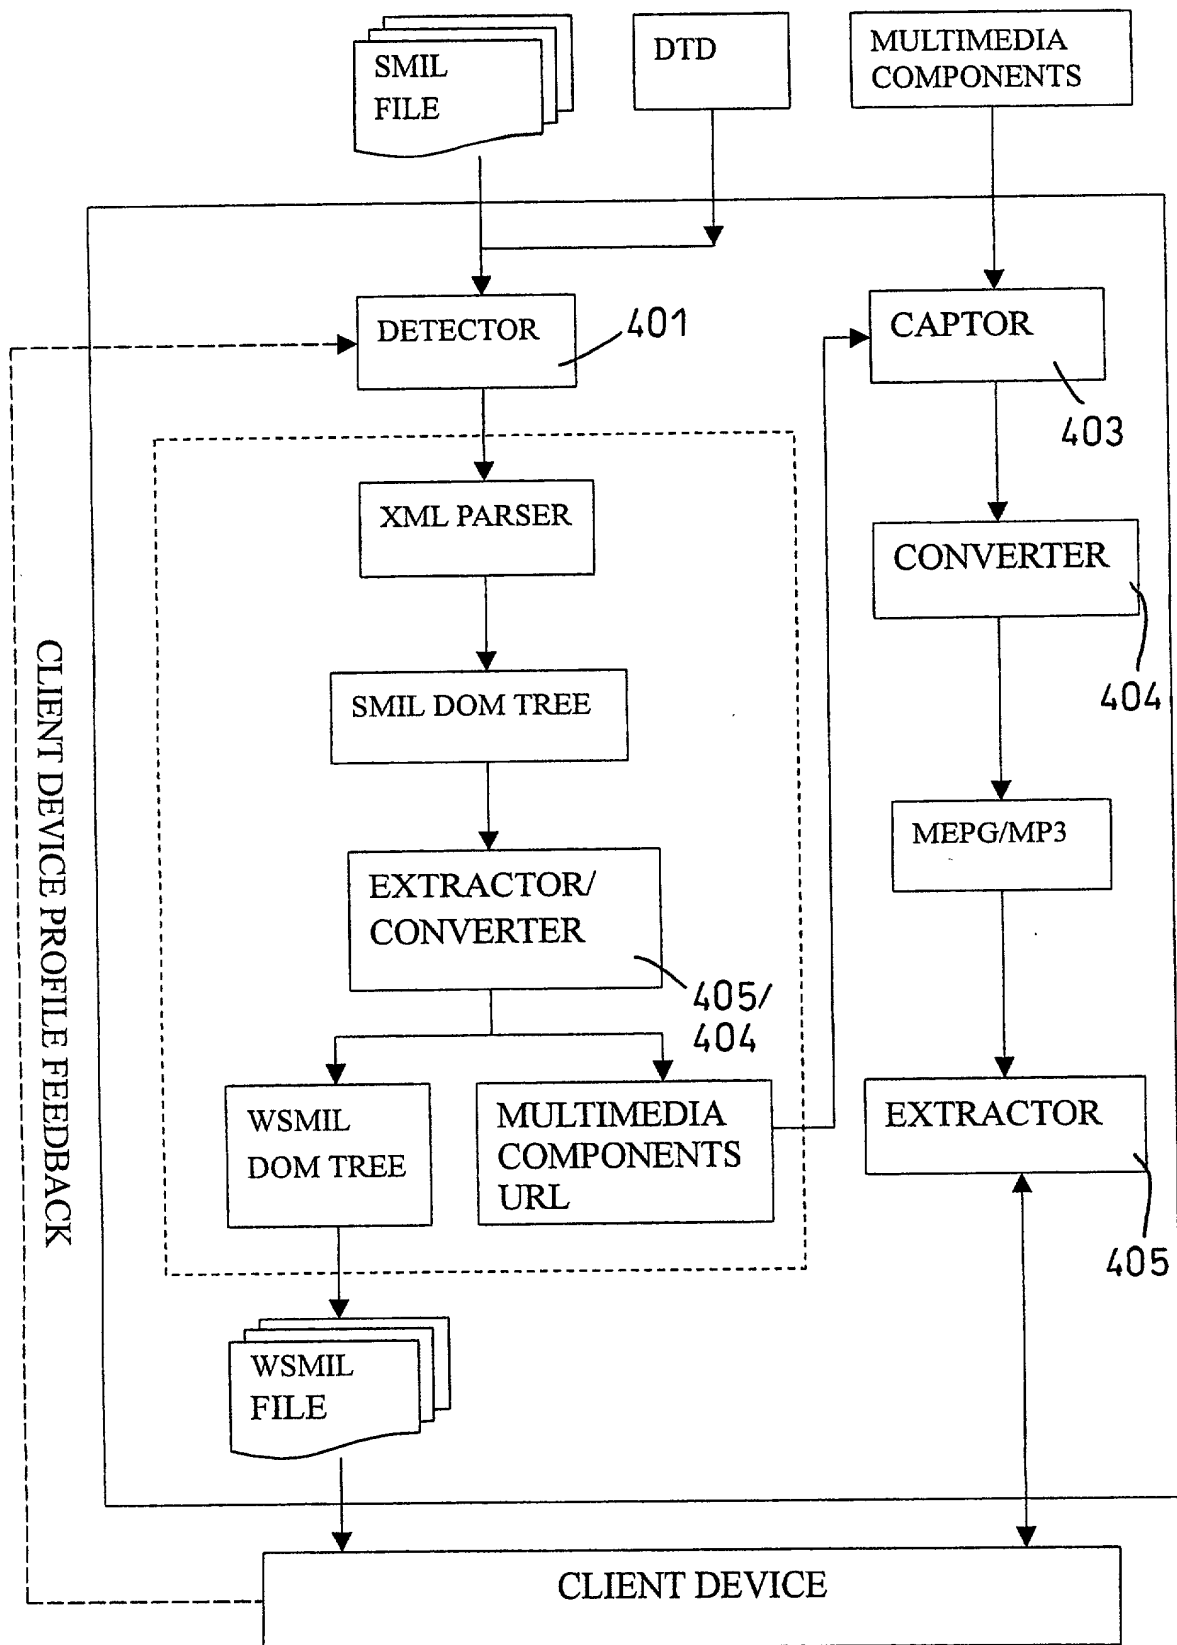 SMIL
FILE
DTD
MULTIMEDIA
COMPONENTS
DETECTOR
401
CAPTOR
403
XML PARSER
CONVERTER
404
SMIL DOM TREE
MEPG/MP3
EXTRACTOR/
CONVERTER
405/
404
WSMIL
DOM TREE
MULTIMEDIA
COMPONENTS
URL
EXTRACTOR
405
WSMIL
FILE
CLIENT DEVICE PROFILE FEEDBACK
CLIENT DEVICE